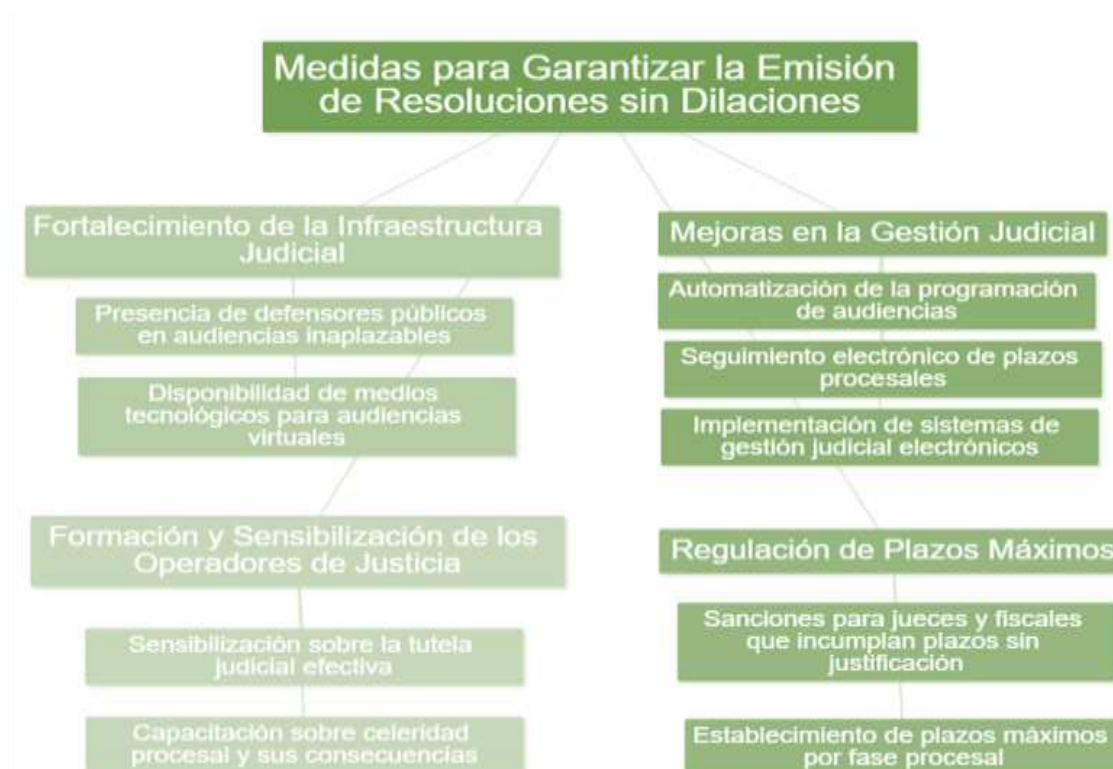 Medidas para Garantizar la Emisión
de Resoluciones sin Dilaciones
Fortalecimiento de la Infraestructura
Judicial
Presencia de defensores públicos
en audiencias inaplazables
Disponibilidad de medios
tecnológicos para audiencias
virtuales
Formación y Sensibilización de los
Operadores de Justicia
Sensibilización sobre la tutela
judicial efectiva
Capacitación sobre celeridad
procesal y sus consecuencias
Mejoras en la Gestión Judicial
Automatización de la programación
de audiencias
Seguimiento electrónico de plazos
procesales
Implementación de sistemas de
gestión judicial electrónicos
Regulación de Plazos Máximos
Sanciones para jueces y fiscales
que incumplan plazos sin
justificación
Establecimiento de plazos máximos
por fase procesal